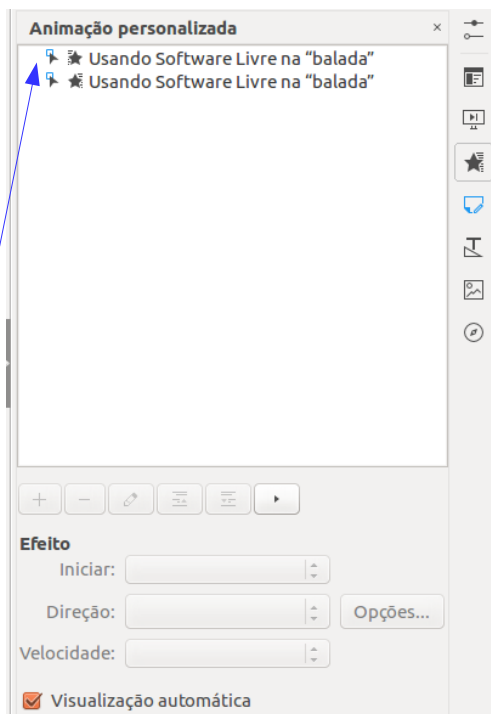 Animação personalizada
Usando Software Livre na “balada”
Usando Software Livre na “balada”
Efeito
Iniciar:
Direção:
Opções...
Velocidade:
Visualização automática